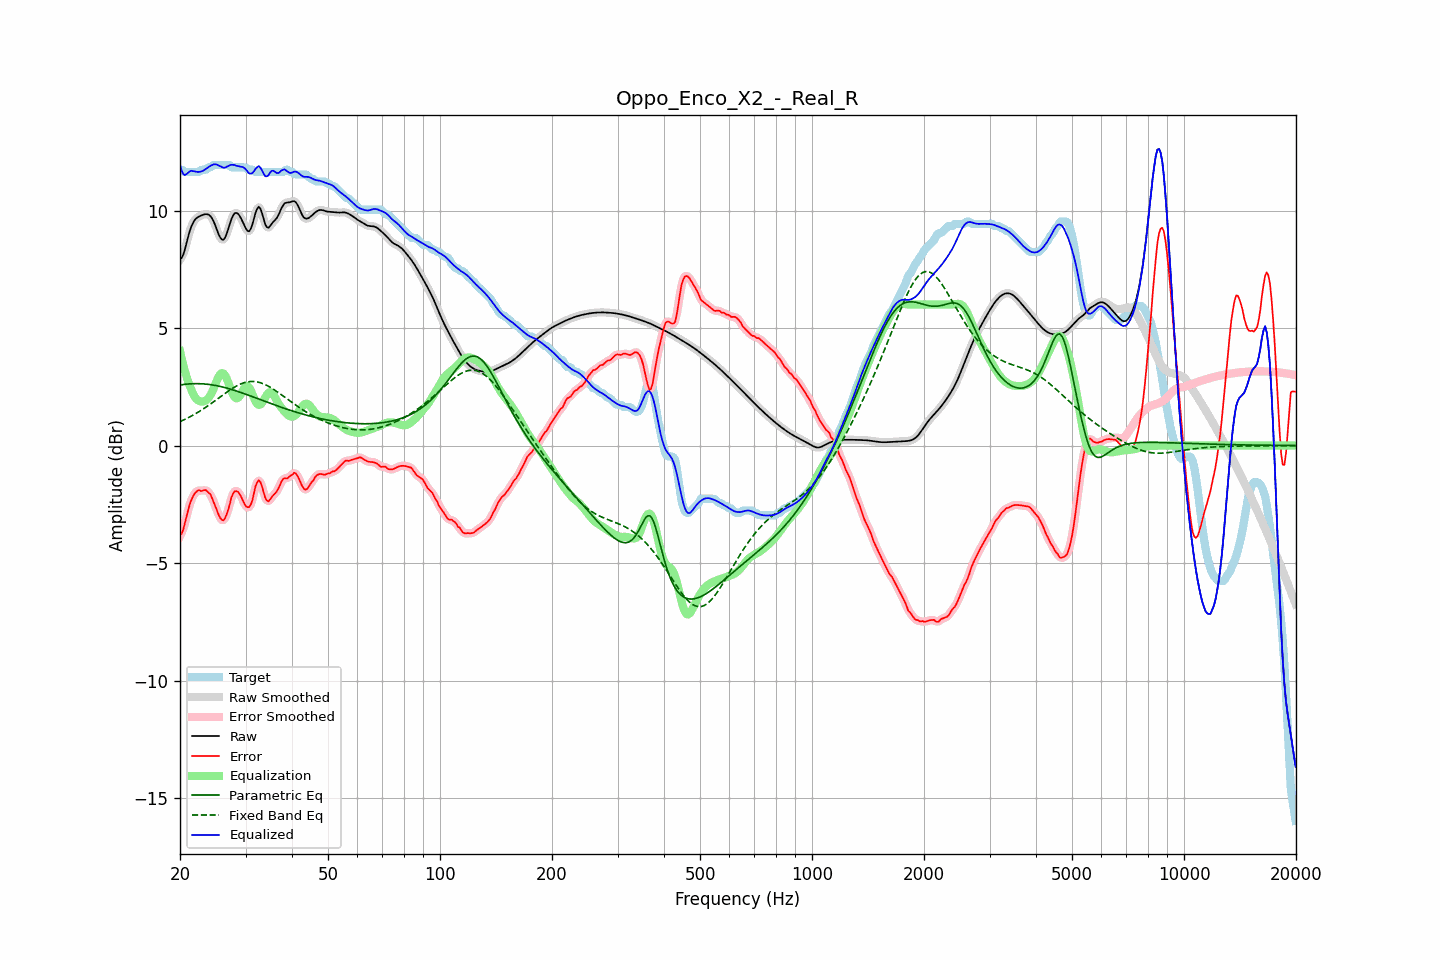 Oppo_Enco_X2_-_Real_R
Amplitude (dBr)
10
5
0
−5
−10
−15
Target
Raw Smoothed
Error Smoothed
Raw
Error
Equalization
Parametric Eq
Fixed Band Eq
Equalized
20 50 100 200 500 1000 2000 5000 10000 20000
Frequency (Hz)